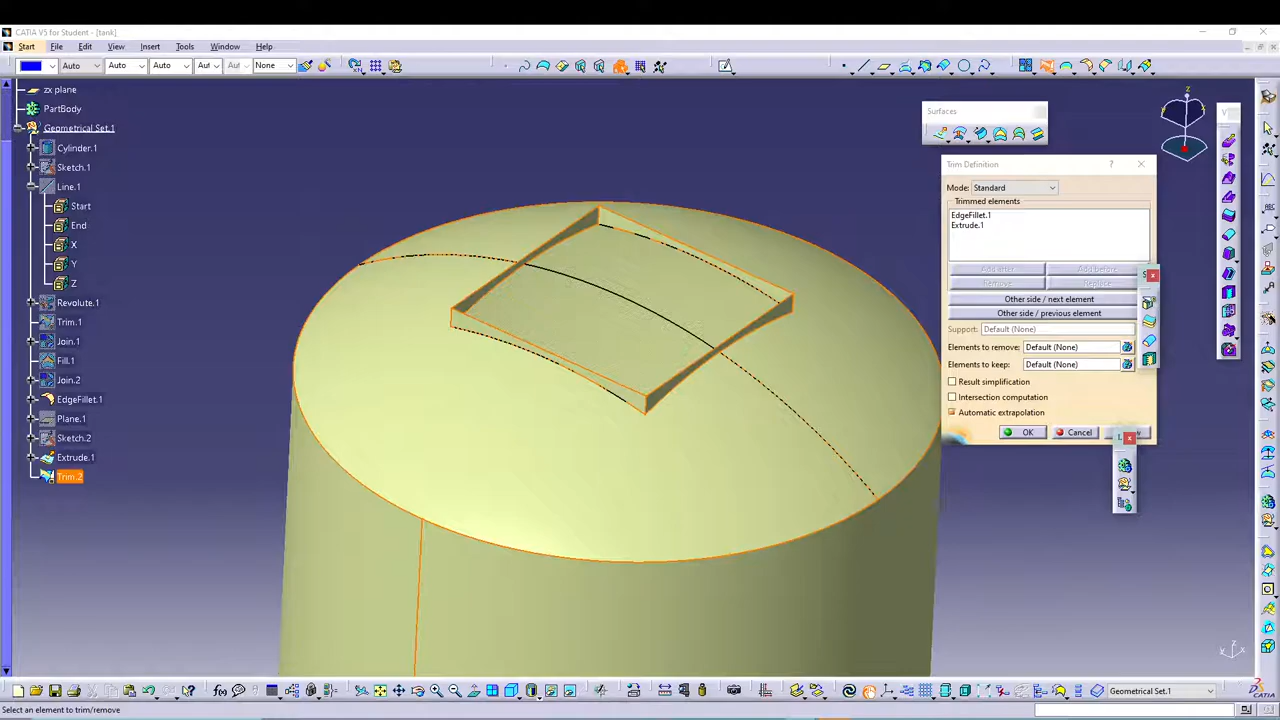 CATIA V5 for Student - [tank]
Start File Edit View Insert Tools Window Help
Auto Auto Auto None
zx plane
PartBody
Geometrical Set.1
Cylinder.1
Sketch.1
Line.1
Start
End
X
Y
Z
Revolute.1
Trim.1
Join.1
Fill.1
Join.2
EdgeFillet.1
Plane.1
Sketch.2
Extrude.1
Trim.2
Surfaces
Z
Trim Definition ? X
Mode: Standard
Trimmed elements
EdgeFillet.1
Extrude.1
Remove Replace
Other side / next element
Other side / previous element
Support: Default (None)
Elements to remove: Default (None)
Elements to keep: Default (None)
Result simplification
Intersection computation
Automatic extrapolation
OK Cancel
Geometrical Set.1
CATIA
Select an element to trim/remove